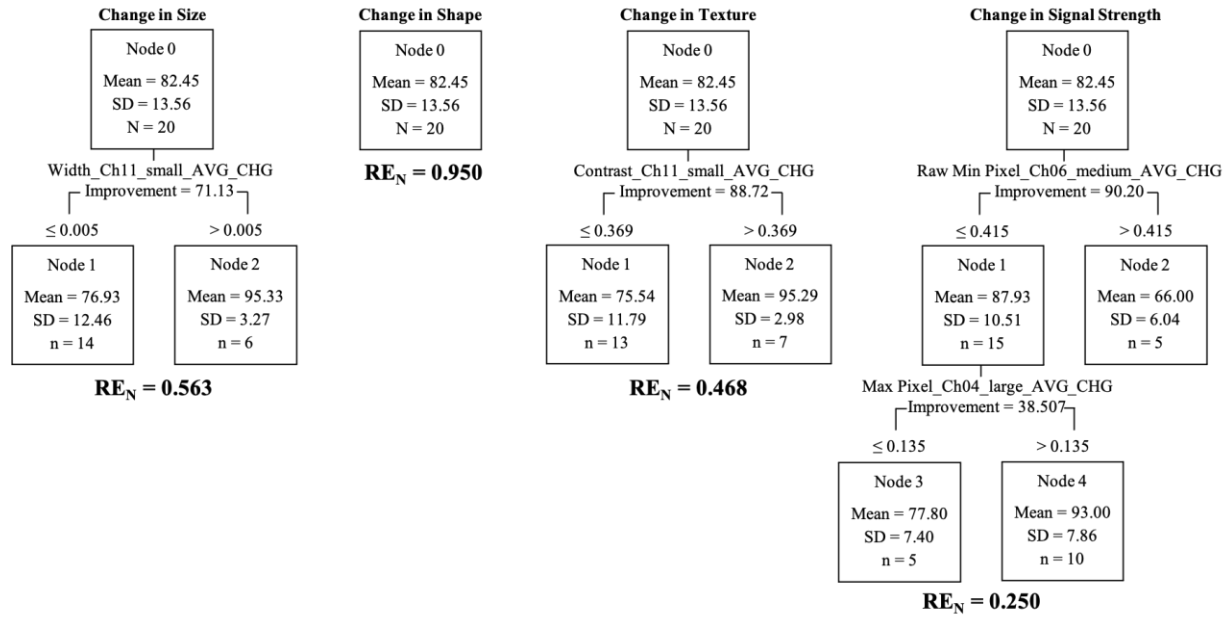 Change in Size
Node 0
Mean = 82.45
SD = 13.56
N = 20
Width_Ch11_small_AVG_CHG
Improvement = 71.13
≤ 0.005
> 0.005
Node 1
Mean = 76.93
SD = 12.46
n = 14
Node 2
Mean = 95.33
SD = 3.27
n = 6
RE_N = 0.563
Change in Shape
Node 0
Mean = 82.45
SD = 13.56
N = 20
RE_N = 0.950
Change in Texture
Node 0
Mean = 82.45
SD = 13.56
N = 20
Contrast_Ch11_small_AVG_CHG
Improvement = 88.72
≤ 0.369
> 0.369
Node 1
Mean = 75.54
SD = 11.79
n = 13
Node 2
Mean = 95.29
SD = 2.98
n = 7
RE_N = 0.468
Change in Signal Strength
Node 0
Mean = 82.45
SD = 13.56
N = 20
Raw Min Pixel_Ch06_medium_AVG_CHG
Improvement = 90.20
≤ 0.415
> 0.415
Node 1
Mean = 87.93
SD = 10.51
n = 15
Node 2
Mean = 66.00
SD = 6.04
n = 5
Max Pixel_Ch04_large_AVG_CHG
Improvement = 38.507
≤ 0.135
> 0.135
Node 3
Mean = 77.80
SD = 7.40
n = 5
Node 4
Mean = 93.00
SD = 7.86
n = 10
RE_N = 0.250